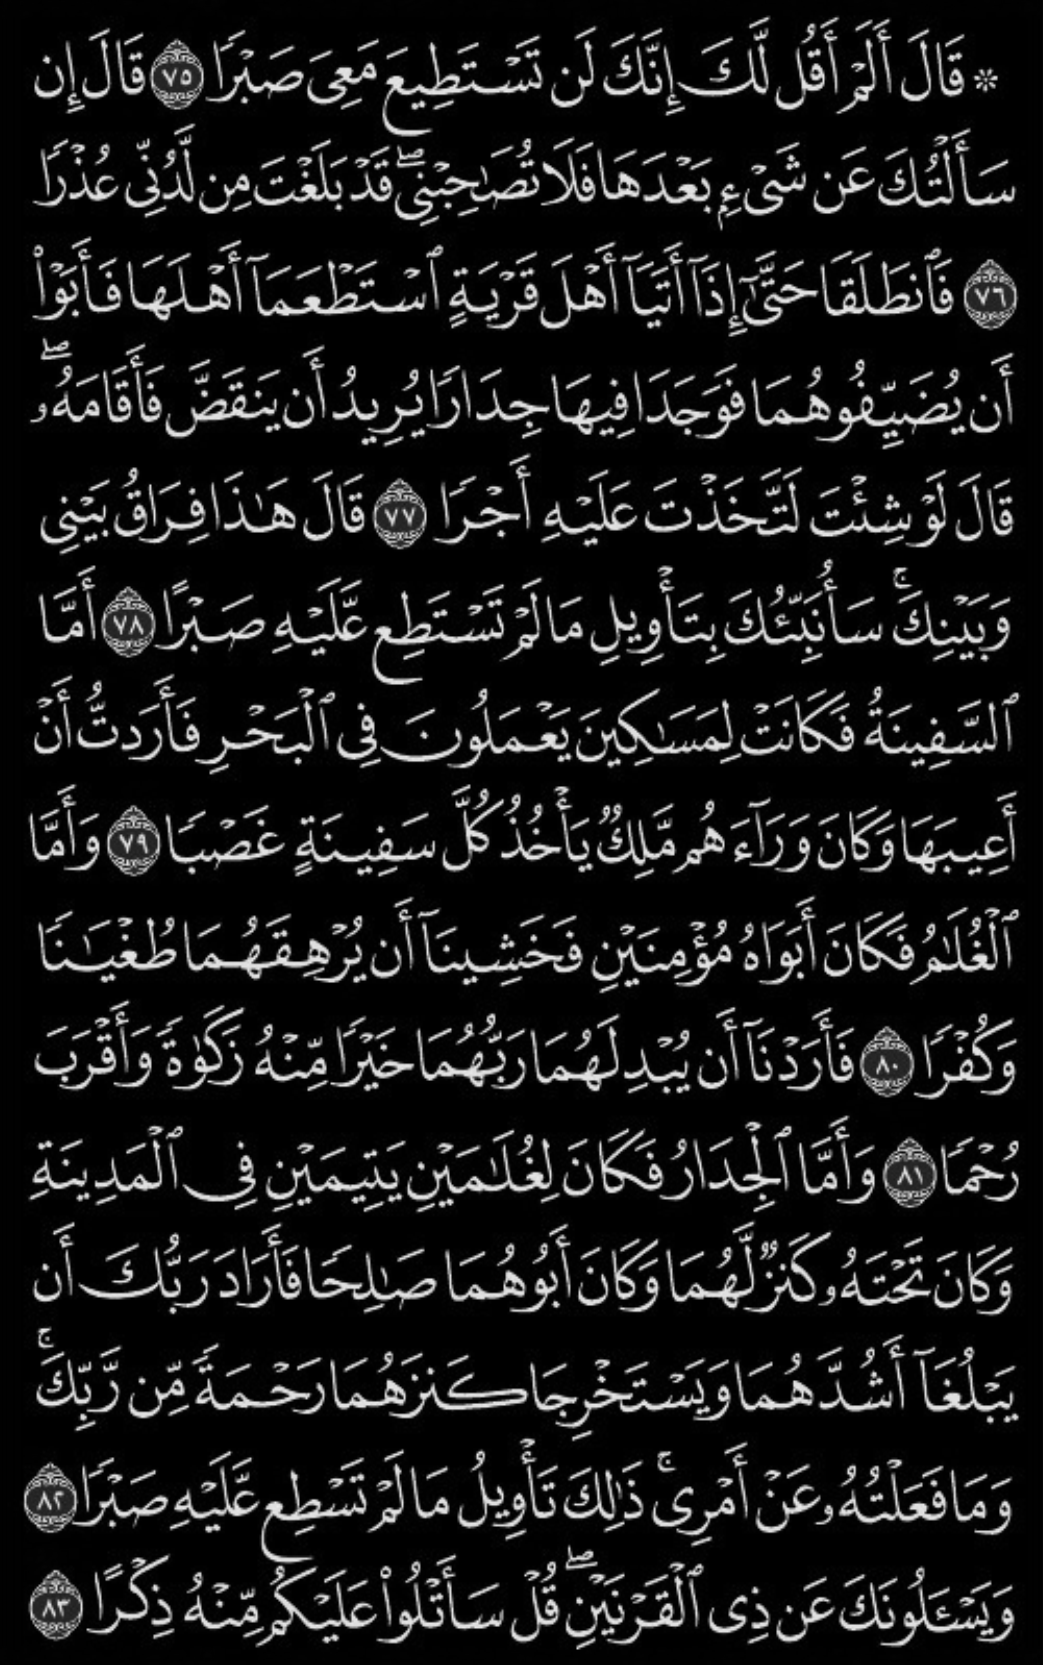 ۞ قَالَ أَلَمْ أَقُل لَّكَ إِنَّكَ لَن تَسْتَطِيعَ مَعِىَ صَبْرًا ٧٥ قَالَ إِن
سَأَلْتُكَ عَن شَىْءٍۭ بَعْدَهَا فَلَا تُصَـٰحِبْنِى ۖ قَدْ بَلَغْتَ مِن لَّدُنِّى عُذْرًا
٧٦ فَٱنطَلَقَا حَتَّىٰٓ إِذَآ أَتَيَآ أَهْلَ قَرْيَةٍ ٱسْتَطْعَمَآ أَهْلَهَا فَأَبَوْا۟
أَن يُضَيِّفُوهُمَا فَوَجَدَا فِيهَا جِدَارًا يُرِيدُ أَن يَنقَضَّ فَأَقَامَهُۥ ۖ
قَالَ لَوْ شِئْتَ لَتَّخَذْتَ عَلَيْهِ أَجْرًا ٧٧ قَالَ هَـٰذَا فِرَاقُ بَيْنِى
وَبَيْنِكَ ۚ سَأُنَبِّئُكَ بِتَأْوِيلِ مَا لَمْ تَسْتَطِع عَّلَيْهِ صَبْرًا ٧٨ أَمَّا
ٱلسَّفِينَةُ فَكَانَتْ لِمَسَـٰكِينَ يَعْمَلُونَ فِى ٱلْبَحْرِ فَأَرَدتُّ أَنْ
أَعِيبَهَا وَكَانَ وَرَآءَهُم مَّلِكٌ يَأْخُذُ كُلَّ سَفِينَةٍ غَصْبًا ٧٩ وَأَمَّا
ٱلْغُلَـٰمُ فَكَانَ أَبَوَاهُ مُؤْمِنَيْنِ فَخَشِينَآ أَن يُرْهِقَهُمَا طُغْيَـٰنًا
وَكُفْرًا ٨٠ فَأَرَدْنَآ أَن يُبْدِلَهُمَا رَبُّهُمَا خَيْرًا مِّنْهُ زَكَوٰةً وَأَقْرَبَ
رُحْمًا ٨١ وَأَمَّا ٱلْجِدَارُ فَكَانَ لِغُلَـٰمَيْنِ يَتِيمَيْنِ فِى ٱلْمَدِينَةِ
وَكَانَ تَحْتَهُۥ كَنزٌ لَّهُمَا وَكَانَ أَبُوهُمَا صَـٰلِحًا فَأَرَادَ رَبُّكَ أَن
يَبْلُغَآ أَشُدَّهُمَا وَيَسْتَخْرِجَا كَنزَهُمَا رَحْمَةً مِّن رَّبِّكَ ۚ
وَمَا فَعَلْتُهُۥ عَنْ أَمْرِى ۚ ذَٰلِكَ تَأْوِيلُ مَا لَمْ تَسْطِع عَّلَيْهِ صَبْرًا ٨٢
وَيَسْـَٔلُونَكَ عَن ذِى ٱلْقَرْنَيْنِ ۖ قُلْ سَأَتْلُوا۟ عَلَيْكُم مِّنْهُ ذِكْرًا ٨٣